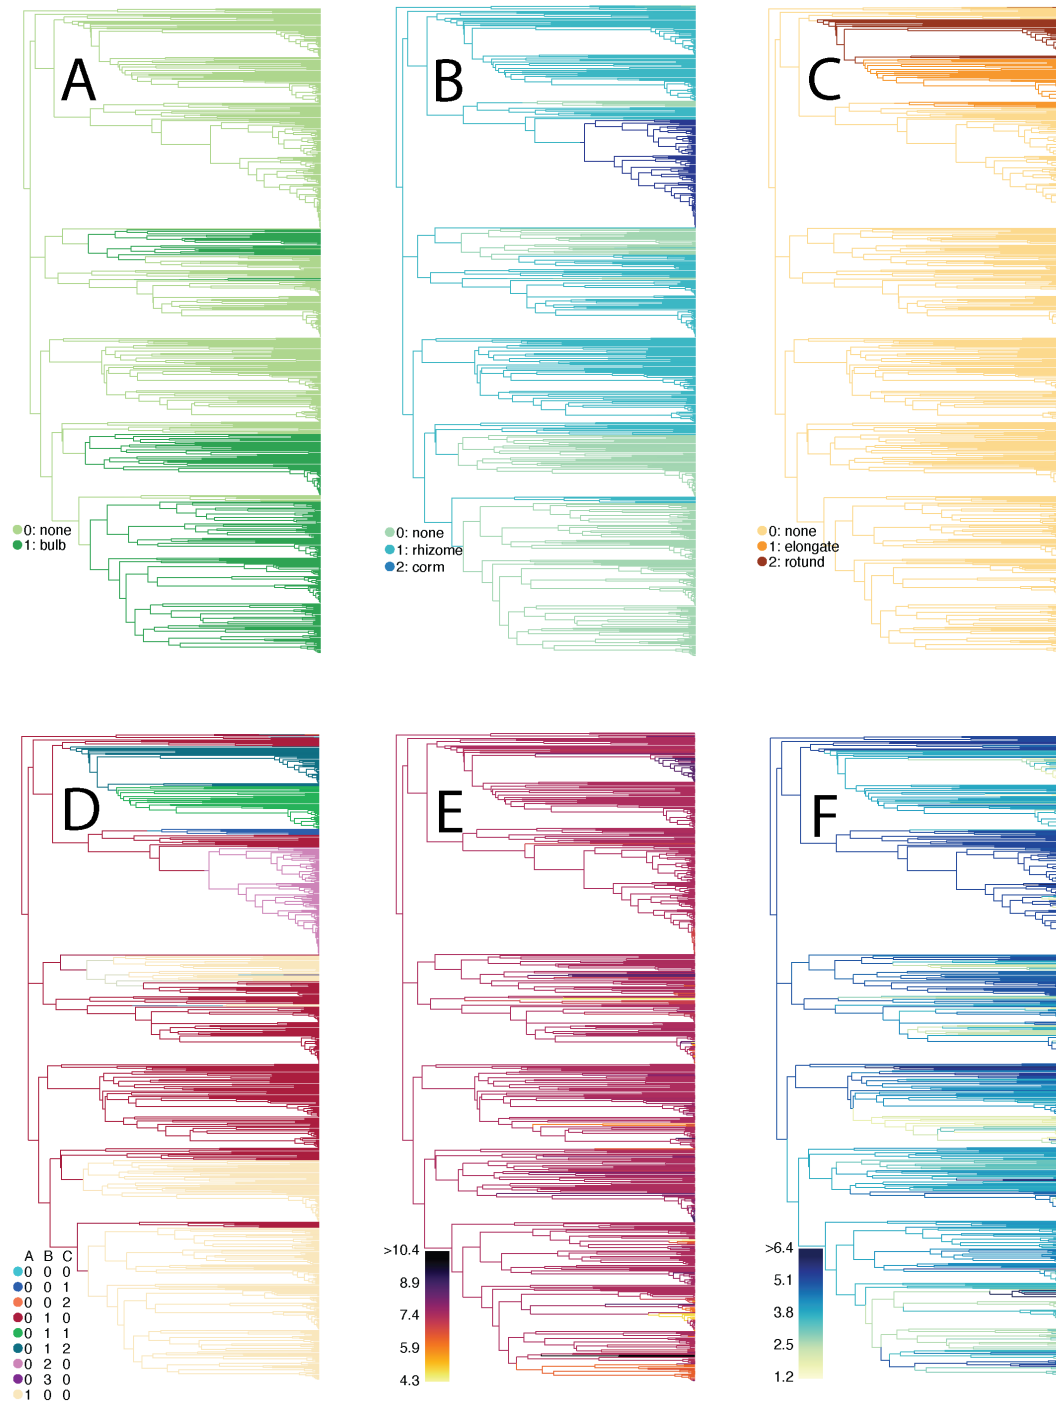 A
B
C
0: none
1: bulb
0: none
1: rhizome
2: corm
0: none
1: elongate
2: rotund
D
E
F
A B C
0 0 0
0 0 1
0 0 2
0 1 0
0 1 1
0 1 2
0 2 0
0 3 0
1 0 0
>10.4
8.9
7.4
5.9
4.3
>6.4
5.1
3.8
2.5
1.2